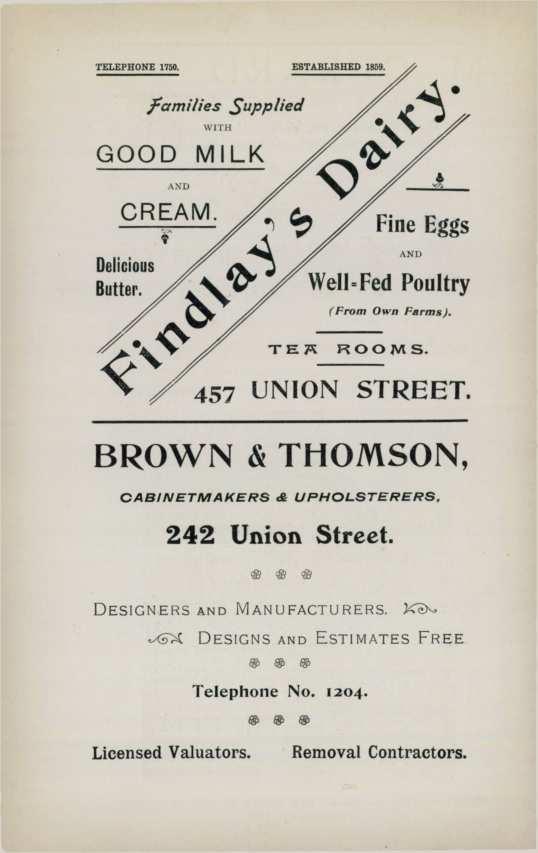 TELEPHONE 1750.
ESTABLISHED 1859.
Families Supplied
WITH
GOOD MILK
AND
CREAM.
Delicious
Butter.
Findlay's Dairy.
Fine Eggs
AND
Well-Fed Poultry
(From Own Farms).
TEA ROOMS.
457 UNION STREET.
BROWN & THOMSON,
CABINETMAKERS & UPHOLSTERERS,
242 Union Street.
DESIGNERS AND MANUFACTURERS.
DESIGNS AND ESTIMATES FREE
Telephone No. 1204.
Licensed Valuators. Removal Contractors.